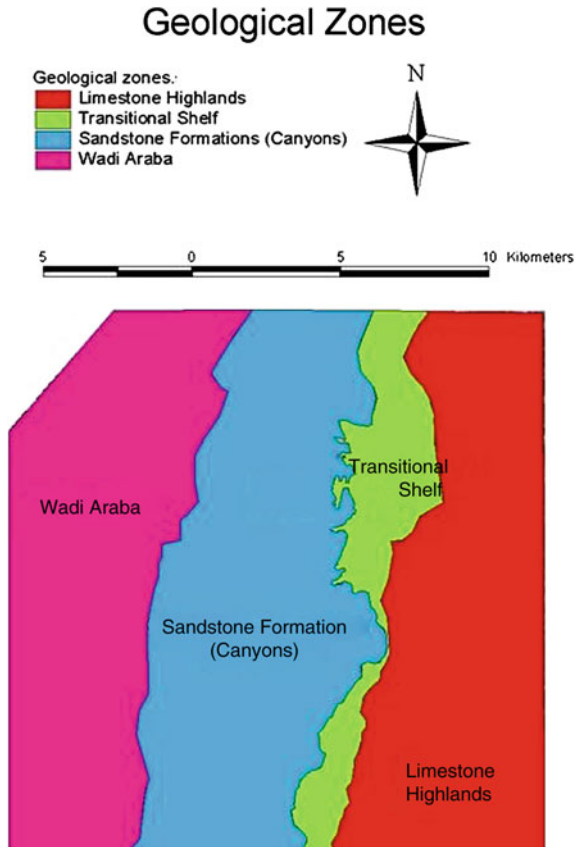 Geological Zones
Geological zones.·
Limestone Highlands
Transitional Shelf
Sandstone Formations (Canyons)
Wadi Araba
N
5 0 5 10 Kilometers
Transitional
Shelf
Wadi Araba
Sandstone Formation
(Canyons)
Limestone
Highlands